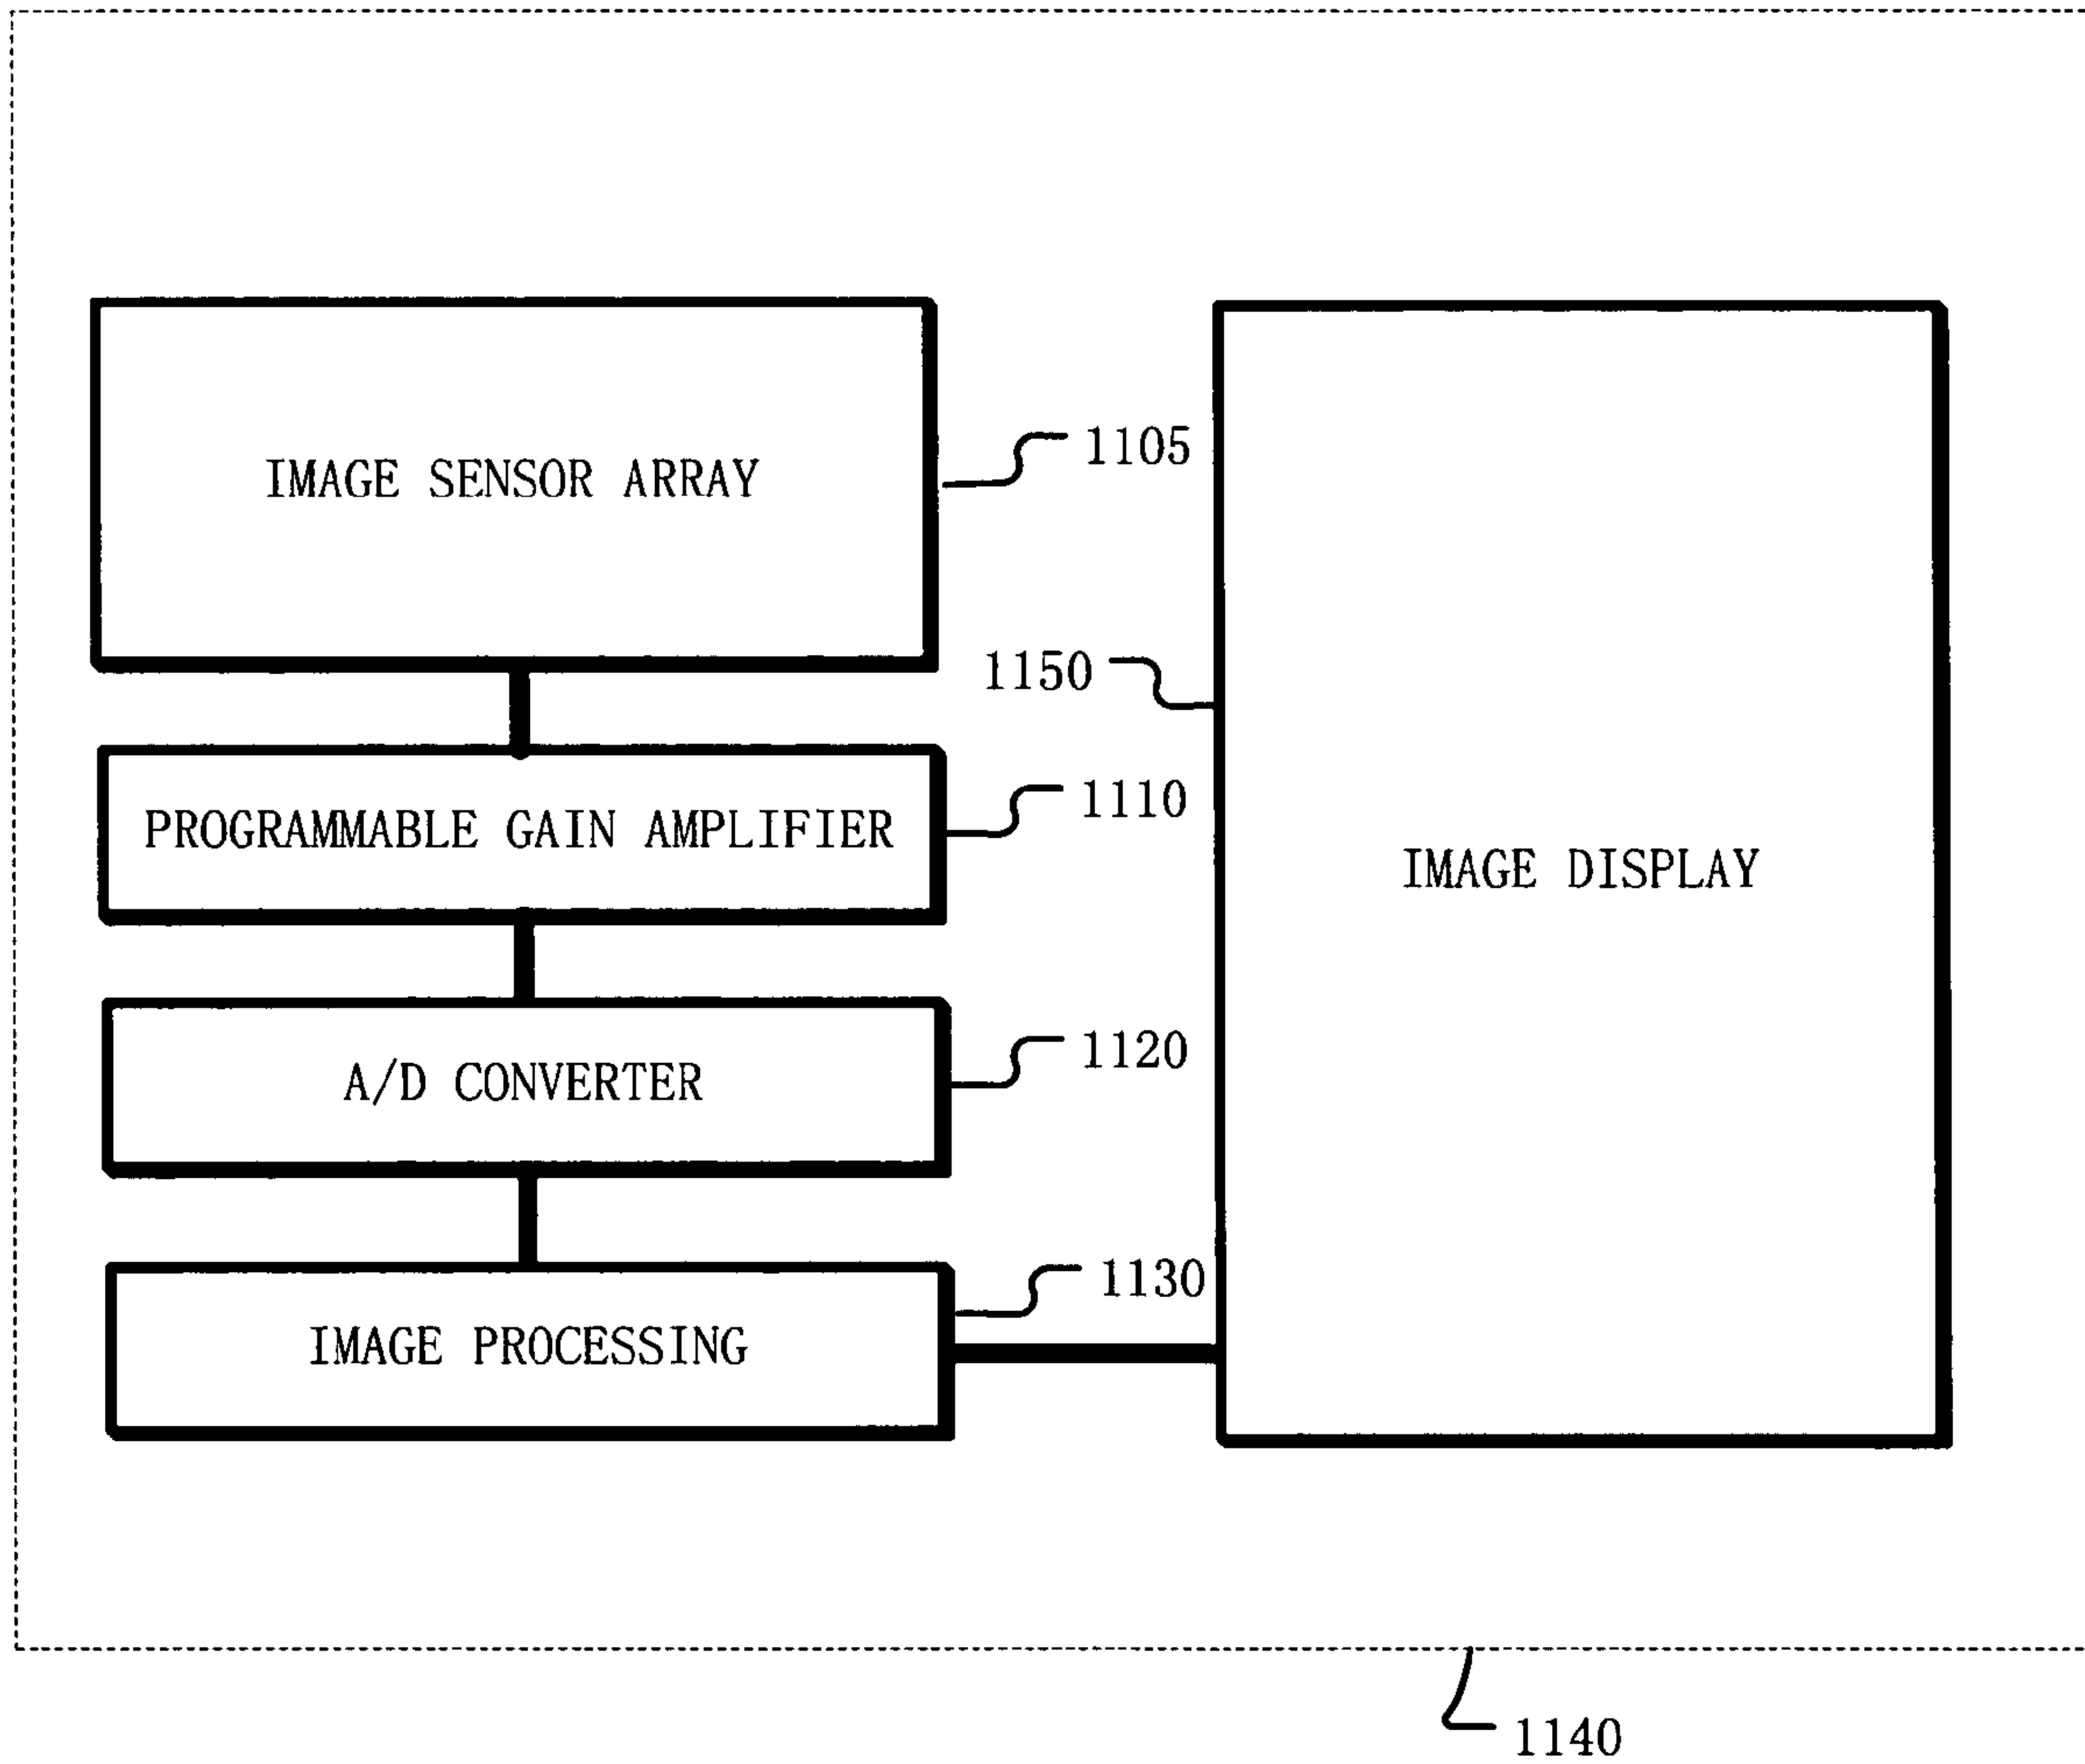 IMAGE SENSOR ARRAY
1105
1150
PROGRAMMABLE GAIN AMPLIFIER
1110
IMAGE DISPLAY
A/D CONVERTER
1120
IMAGE PROCESSING
1130
1140